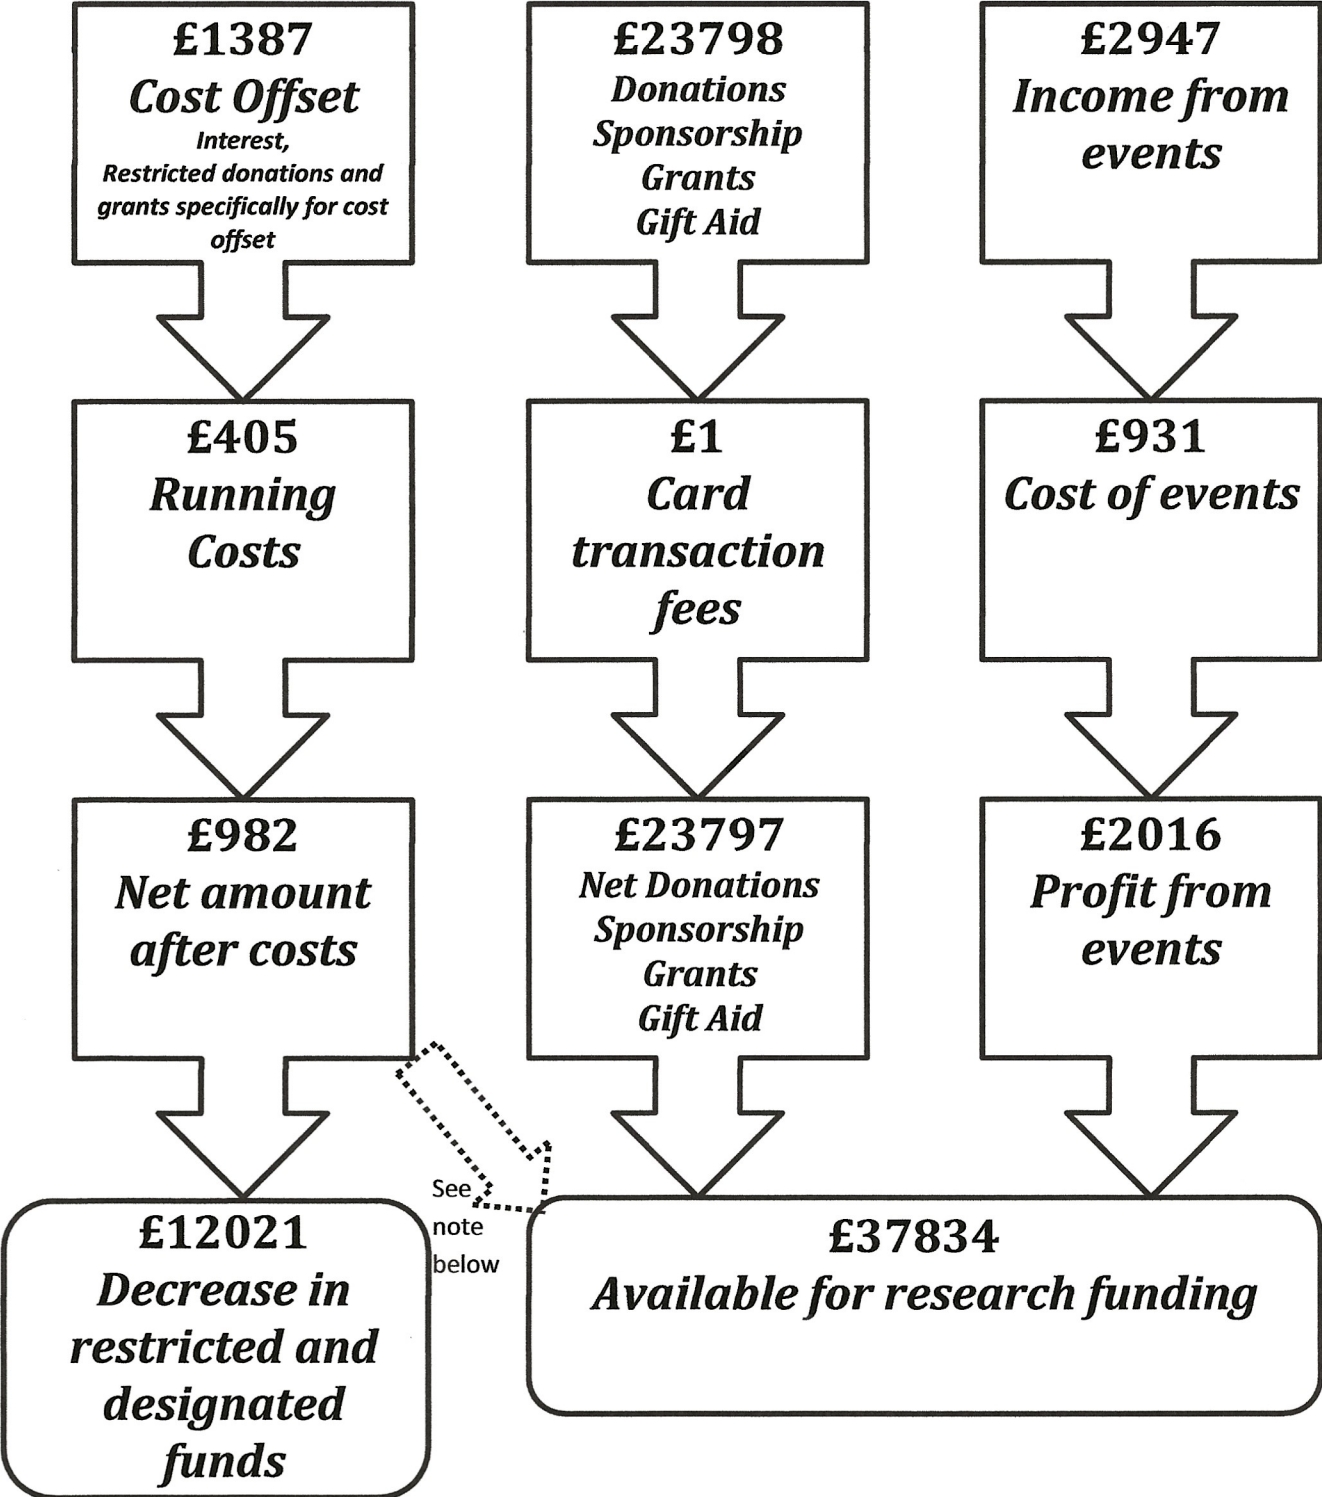 £1387
Cost Offset
Interest,
Restricted donations and
grants specifically for cost
offset
£23798
Donations
Sponsorship
Grants
Gift Aid
£2947
Income from
events
£405
Running
Costs
£1
Card
transaction
fees
£931
Cost of events
£982
Net amount
after costs
£23797
Net Donations
Sponsorship
Grants
Gift Aid
£2016
Profit from
events
See
note
below
£12021
Decrease in
restricted and
designated
funds
£37834
Available for research funding